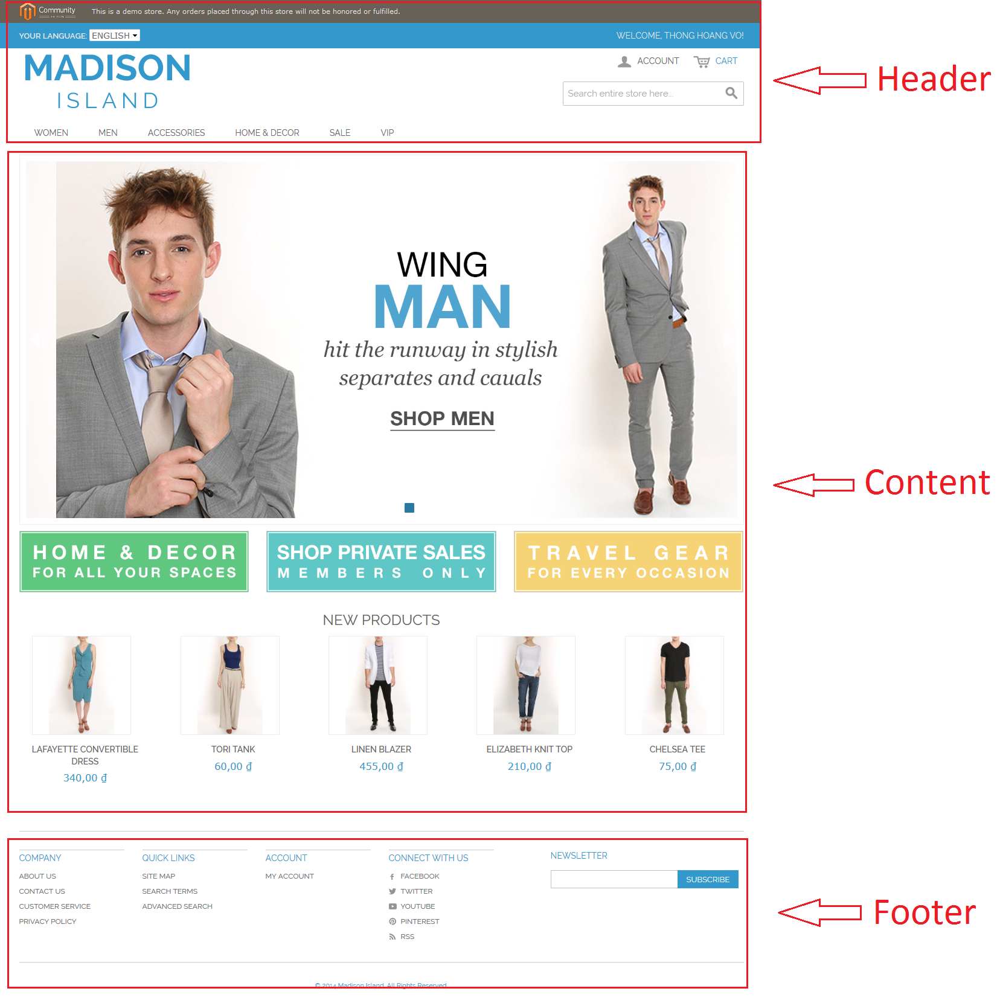 Community
This is a demo store. Any orders placed through this store will not be honored or fulfilled.
YOUR LANGUAGE: ENGLISH
WELCOME, THONG HOANG VO!
MADISON
ISLAND
ACCOUNT
CART
Search entire store here...
WOMEN
MEN
ACCESSORIES
HOME & DECOR
SALE
VIP
Header
WING
MAN
hit the runway in stylish
separates and cauals
SHOP MEN
Content
HOME & DECOR
FOR ALL YOUR SPACES
SHOP PRIVATE SALES
MEMBERS ONLY
TRAVEL GEAR
FOR EVERY OCCASION
NEW PRODUCTS
LAFAYETTE CONVERTIBLE
DRESS
340,00 ₫
TORI TANK
60,00 ₫
LINEN BLAZER
455,00 ₫
ELIZABETH KNIT TOP
210,00 ₫
CHELSEA TEE
75,00 ₫
COMPANY
ABOUT US
CONTACT US
CUSTOMER SERVICE
PRIVACY POLICY
QUICK LINKS
SITE MAP
SEARCH TERMS
ADVANCED SEARCH
ACCOUNT
MY ACCOUNT
CONNECT WITH US
FACEBOOK
TWITTER
YOUTUBE
PINTEREST
RSS
NEWSLETTER
SUBSCRIBE
Footer
© 2014 Madison Island. All Rights Reserved.